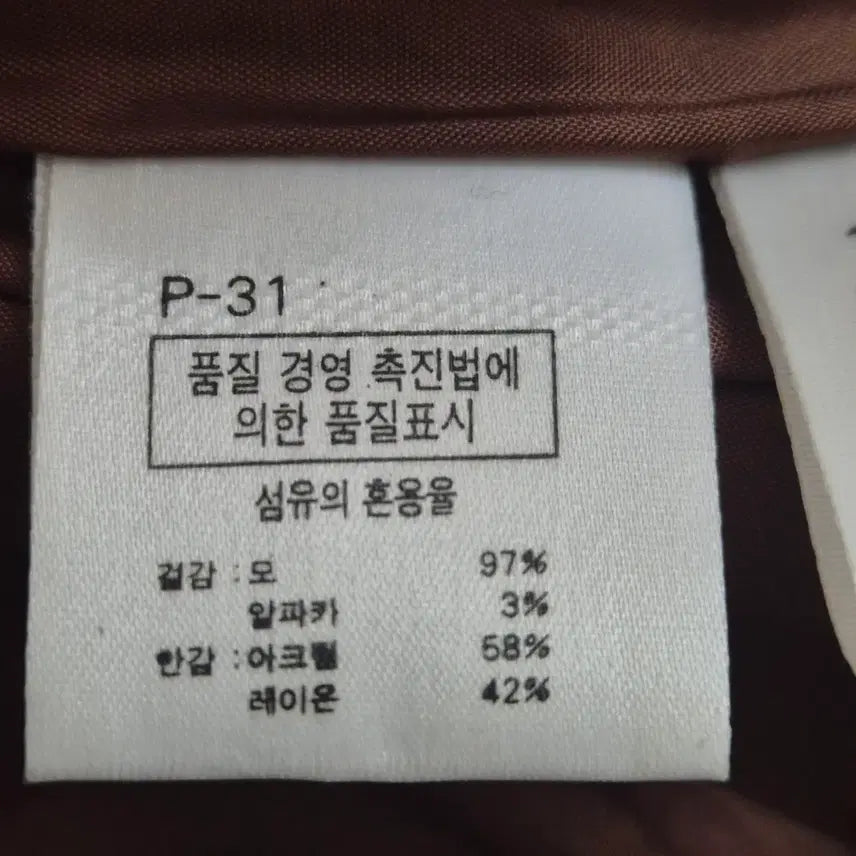 P-31
품질 경영 촉진법에
의한 품질표시
섬유의 혼용율
겉감 : 모 97%
알파카 3%
안감 : 아크릴 58%
레이온 42%